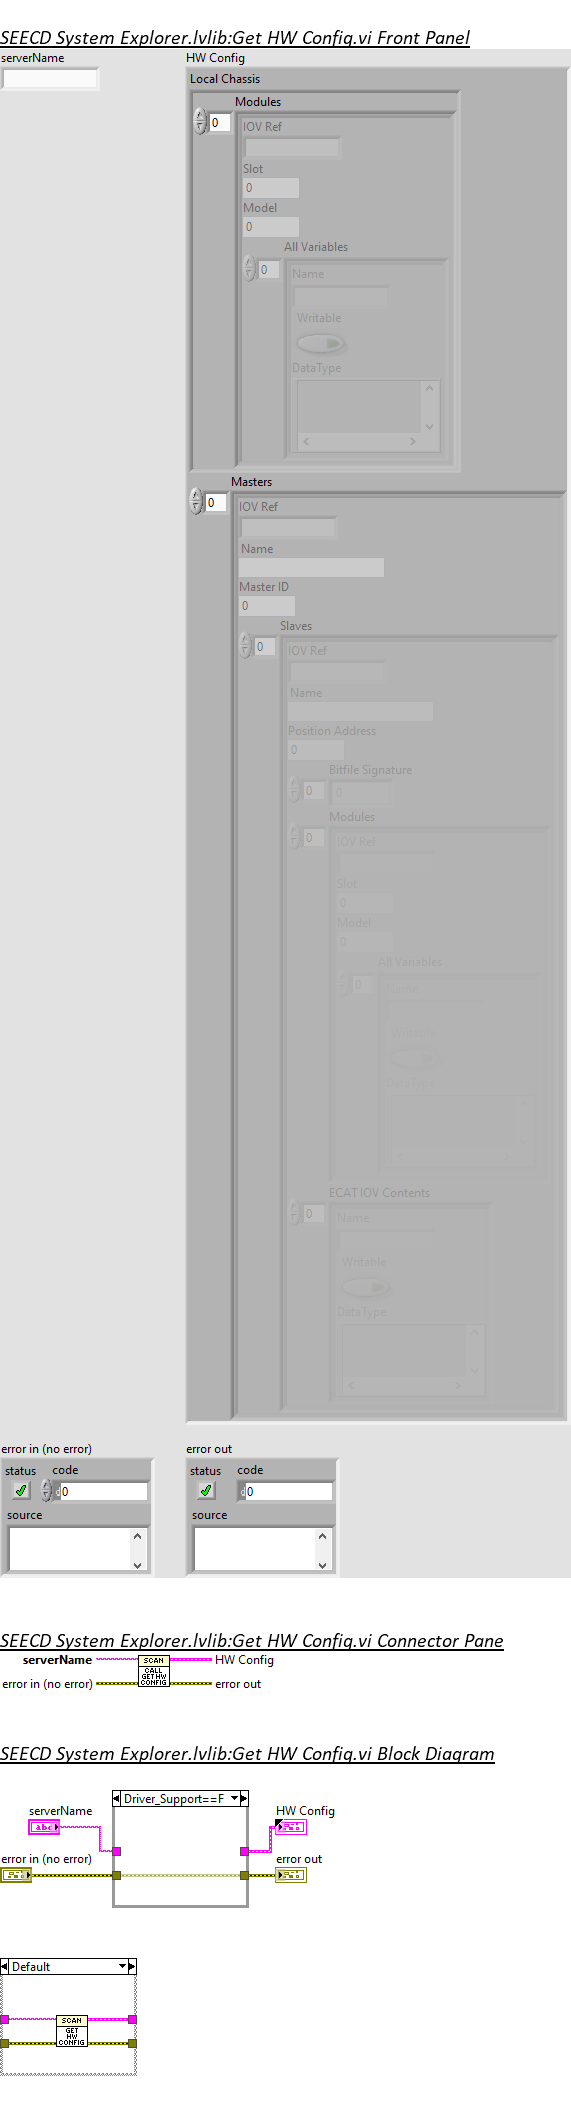 SEECD System Explorer.lvlib:Get HW Config.vi Front Panel
serverName
HW Config
Local Chassis
Modules
0
IOV Ref
Slot
0
Model
0
All Variables
0
Name
Writable
DataType
Masters
0
IOV Ref
Name
Master ID
0
Slaves
0
IOV Ref
Name
Position Address
0
Bitfile Signature
0
0
Modules
0
IOV Ref
Slot
0
Model
0
All Variables
0
Name
Writable
DataType
ECAT IOV Contents
0
Name
Writable
DataType
error in (no error)
error out
status code
d0
source
status code
d0
source
SEECD System Explorer.lvlib:Get HW Config.vi Connector Pane
serverName
SCAN
CALL
GET HW
CONFIG
HW Config
error in (no error)
error out
SEECD System Explorer.lvlib:Get HW Config.vi Block Diagram
Driver_Support==F
serverName
abc
HW Config
error in (no error)
error out
Default
SCAN
GET
HW
CONFIG